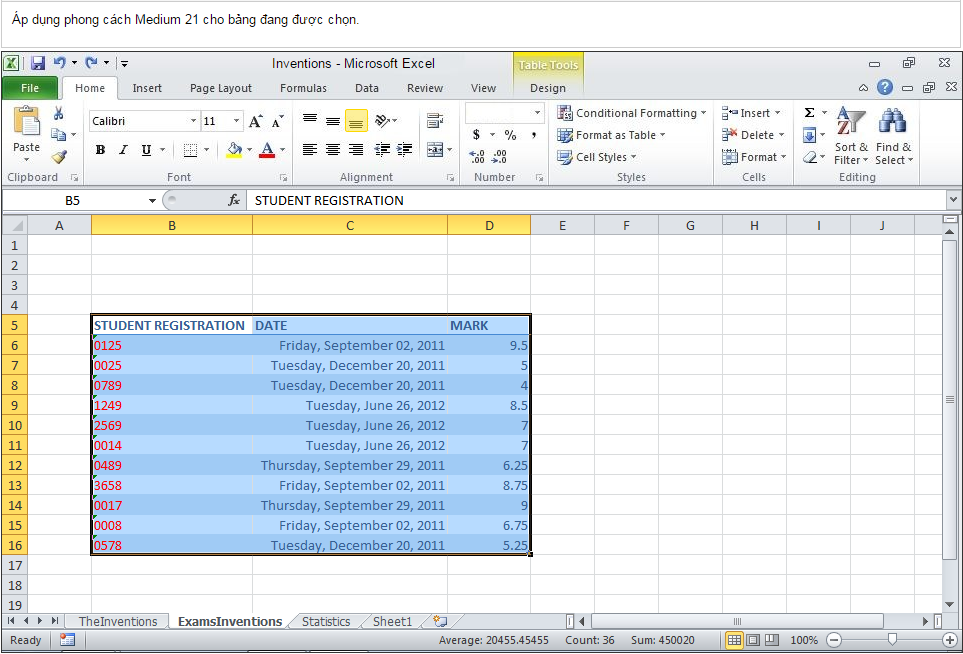 Áp dụng phong cách Medium 21 cho bảng đang được chọn.
Inventions - Microsoft Excel
Table Tools
File Home Insert Page Layout Formulas Data Review View Design
Calibri 11
Paste
B I U
$ % ,
Conditional Formatting
Format as Table
Cell Styles
Insert
Delete
Format
Σ
Sort & Filter
Find & Select
Clipboard Font Alignment Number Styles Cells Editing
B5 fx STUDENT REGISTRATION
A B C D E F G H I J
1
2
3
4
5 STUDENT REGISTRATION DATE MARK
6 0125 Friday, September 02, 2011 9.5
7 0025 Tuesday, December 20, 2011 5
8 0789 Tuesday, December 20, 2011 4
9 1249 Tuesday, June 26, 2012 8.5
10 2569 Tuesday, June 26, 2012 7
11 0014 Tuesday, June 26, 2012 7
12 0489 Thursday, September 29, 2011 6.25
13 3658 Friday, September 02, 2011 8.75
14 0017 Thursday, September 29, 2011 9
15 0008 Friday, September 02, 2011 6.75
16 0578 Tuesday, December 20, 2011 5.25
17
18
19
TheInventions ExamsInventions Statistics Sheet1
Ready Average: 20455.45455 Count: 36 Sum: 450020 100%